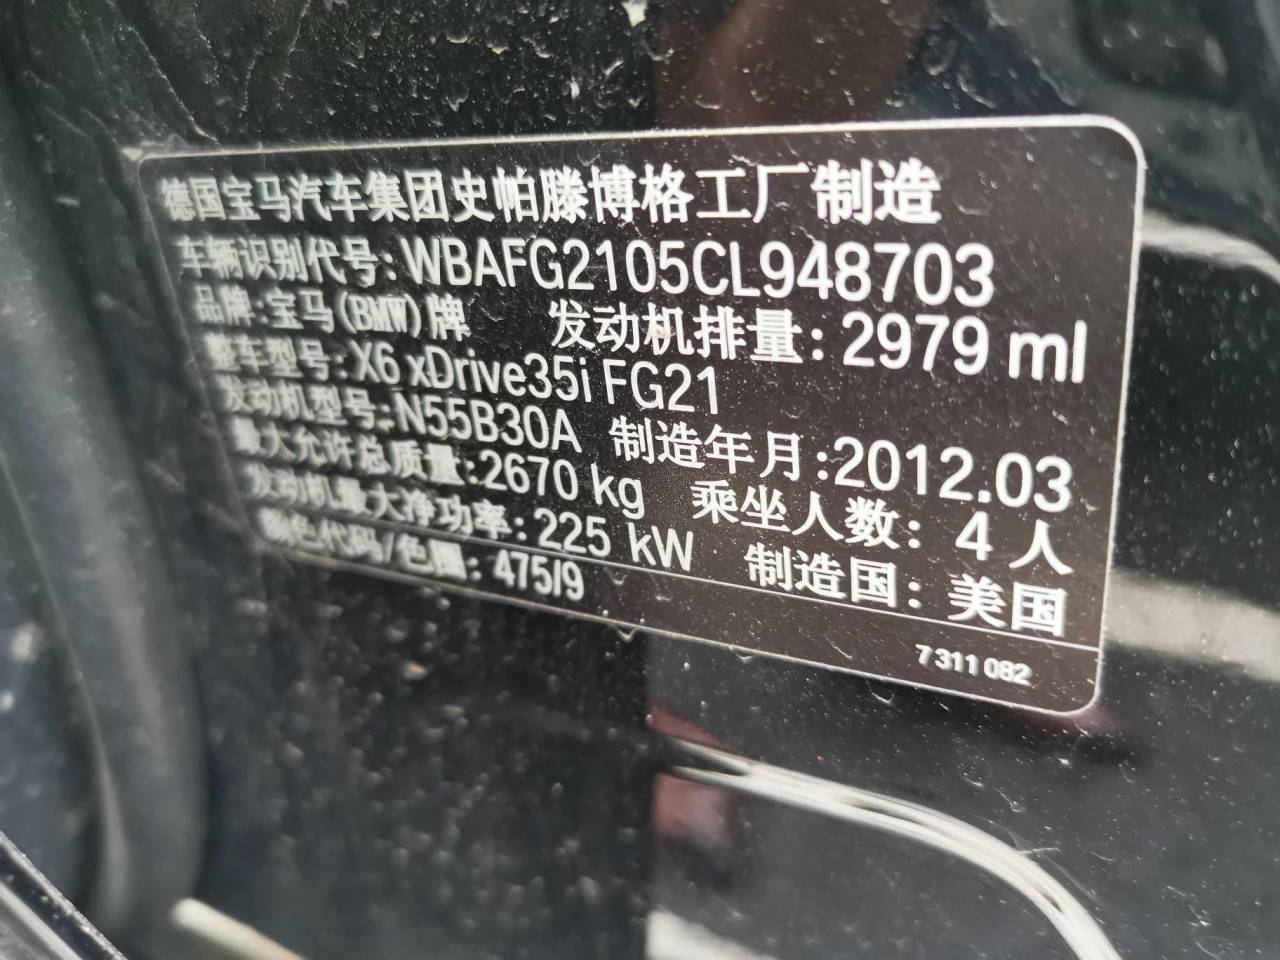 德国宝马汽车集团史帕滕博格工厂制造
车辆识别代号:WBAFG2105CL948703
品牌:宝马(BMW)牌 发动机排量:2979 ml
整车型号:X6 xDrive35i FG21
发动机型号:N55B30A 制造年月:2012.03
最大允许总质量:2670 kg 乘坐人数: 4 人
发动机最大净功率:225 kW 制造国: 美国
颜色代码/色圈: 475/9
7 311 082